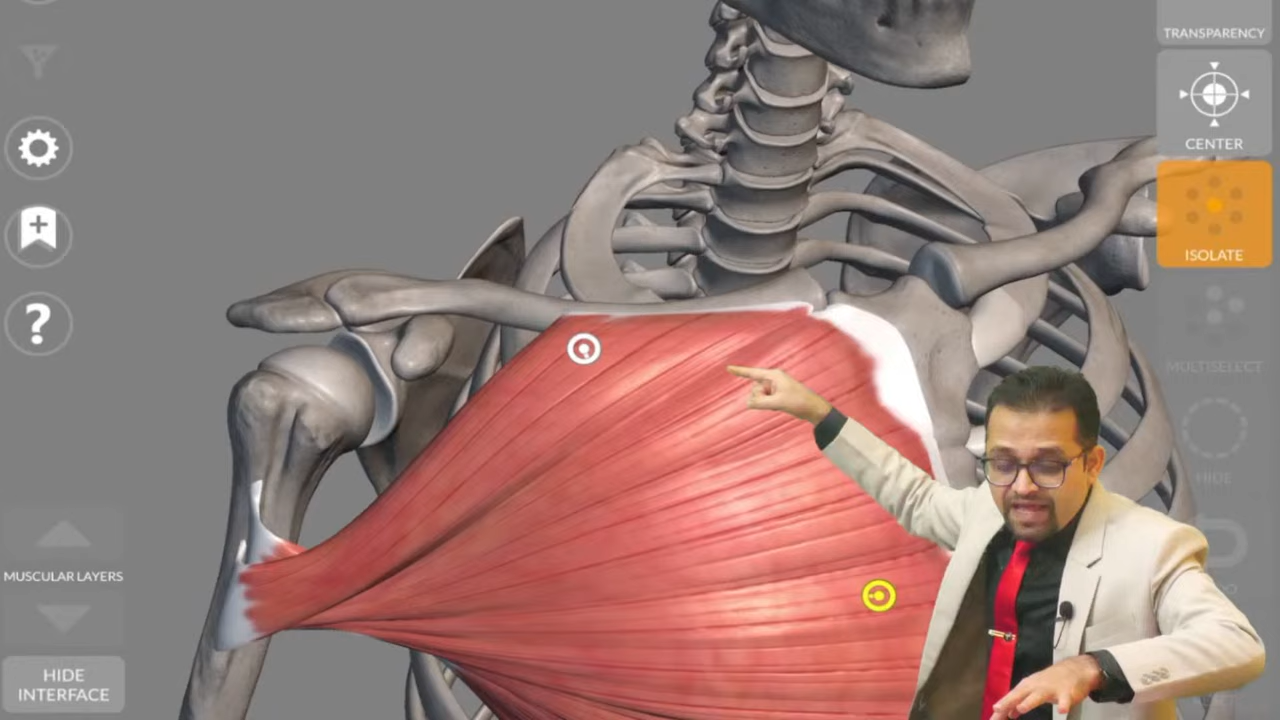 TRANSPARENCY
CENTER
ISOLATE
MULTISELECT
HIDE
?
MUSCULAR LAYERS
HIDE
INTERFACE